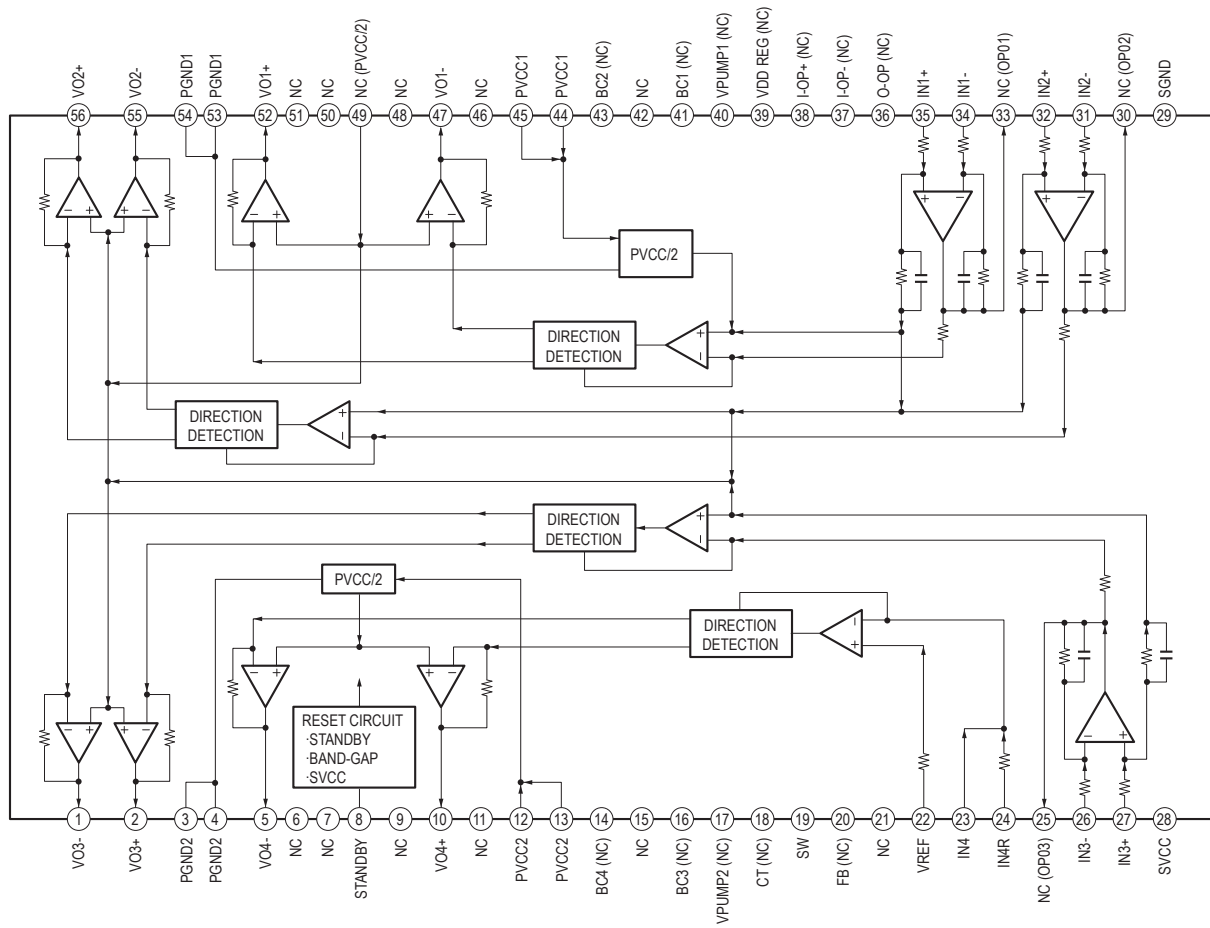 VO2+
VO2-
PGND1
PGND1
VO1+
NC
NC
NC (PVCC/2)
NC
VO1-
NC
PVCC1
PVCC1
BC2 (NC)
NC
BC1 (NC)
VPUMP1 (NC)
VDD REG (NC)
I-OP+ (NC)
I-OP- (NC)
O-OP (NC)
IN1+
IN1-
NC (OP01)
IN2+
IN2-
NC (OP02)
SGND
56
55
54
53
52
51
50
49
48
47
46
45
44
43
42
41
40
39
38
37
36
35
34
33
32
31
30
29
- +
+ -
- +
+ -
+ -
+ -
PVCC/2
DIRECTION
DETECTION
+
-
DIRECTION
DETECTION
+
-
DIRECTION
DETECTION
+
-
PVCC/2
DIRECTION
DETECTION
-
+
- +
+ -
RESET CIRCUIT
·STANDBY
·BAND-GAP
·SVCC
- +
+ -
- +
1
2
3
4
5
6
7
8
9
10
11
12
13
14
15
16
17
18
19
20
21
22
23
24
25
26
27
28
VO3-
VO3+
PGND2
PGND2
VO4-
NC
NC
STANDBY
NC
VO4+
NC
PVCC2
PVCC2
BC4 (NC)
NC
BC3 (NC)
VPUMP2 (NC)
CT (NC)
SW
FB (NC)
NC
VREF
IN4
IN4R
NC (OP03)
IN3-
IN3+
SVCC